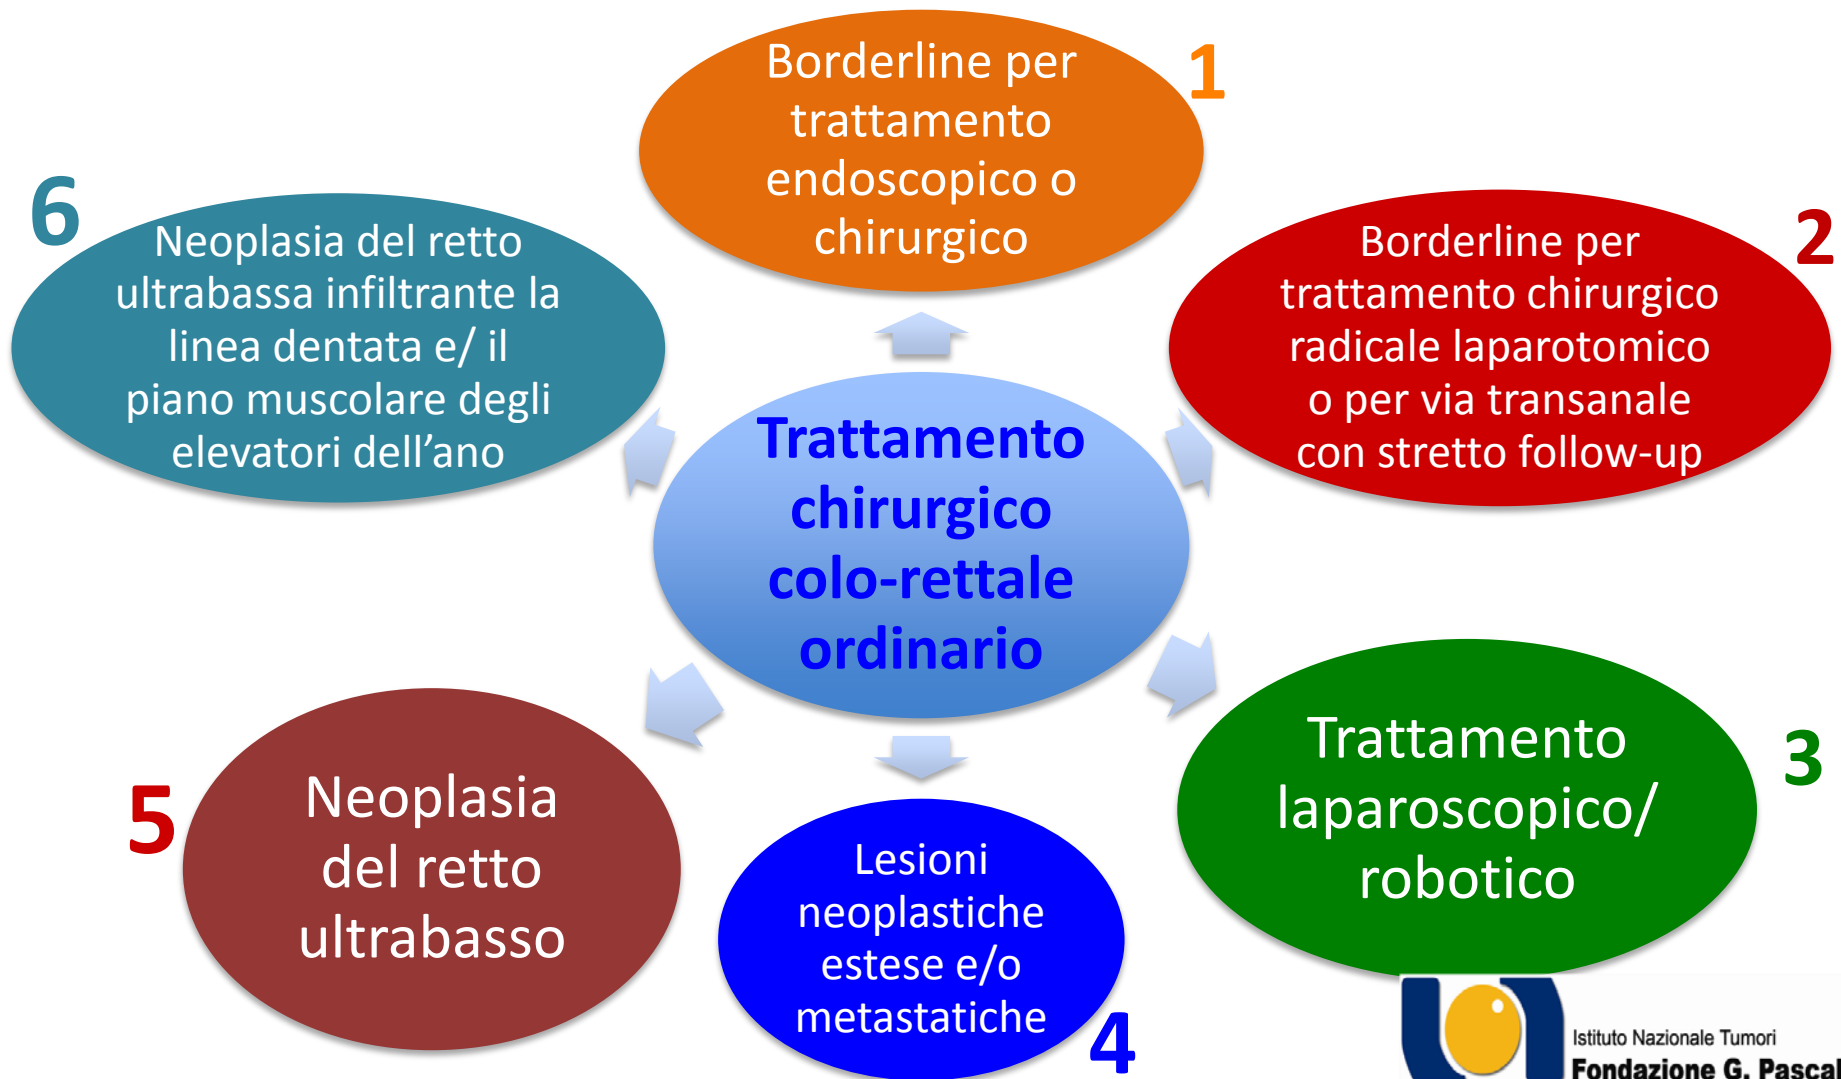 Borderline per
trattamento
endoscopico o
chirurgico
1
Borderline per
trattamento chirurgico
radicale laparotomico
o per via transanale
con stretto follow-up
2
Trattamento
laparoscopico/
robotico
3
Lesioni
neoplastiche
estese e/o
metastatiche
4
Neoplasia
del retto
ultrabasso
5
6
Neoplasia del retto
ultrabassa infiltrante la
linea dentata e/ il
piano muscolare degli
elevatori dell’ano
Trattamento
chirurgico
colo-rettale
ordinario
Istituto Nazionale Tumori
Fondazione G. Pascal